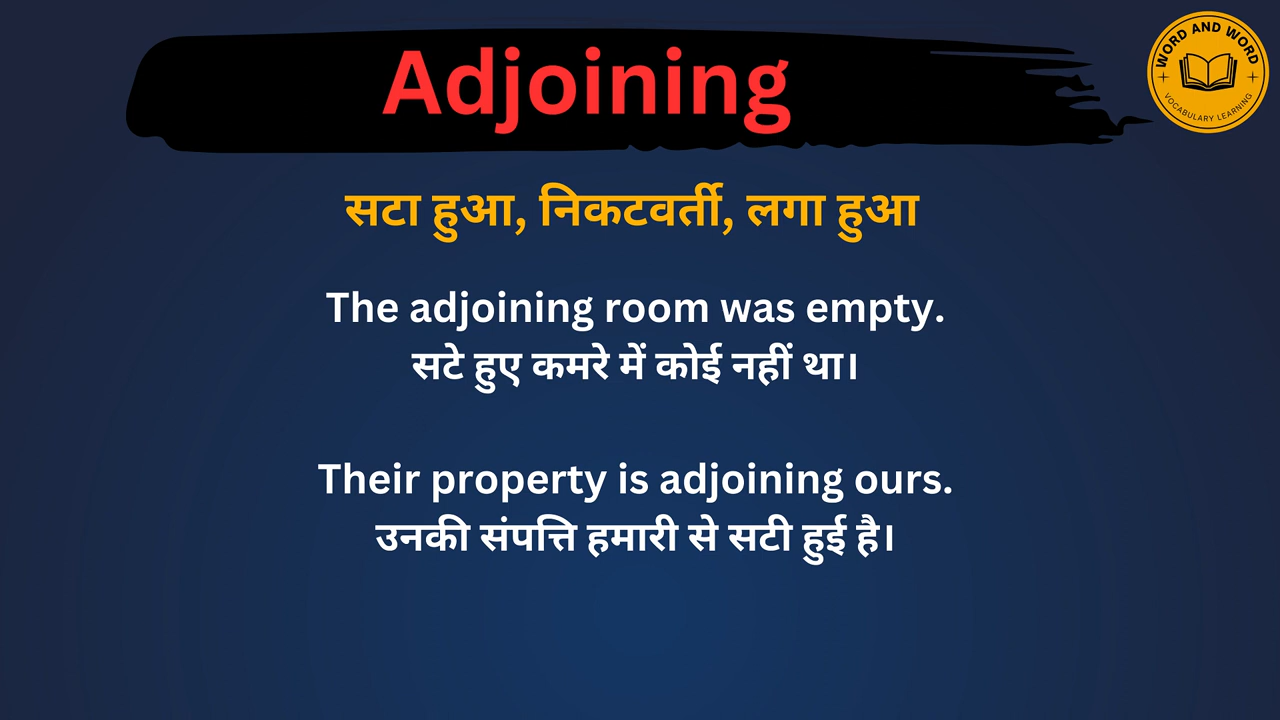 Adjoining
WORD AND WORD
VOCABULARY LEARNING
सटा हुआ, निकटवर्ती, लगा हुआ
The adjoining room was empty.
सटे हुए कमरे में कोई नहीं था।
Their property is adjoining ours.
उनकी संपत्ति हमारी से सटी हुई है।